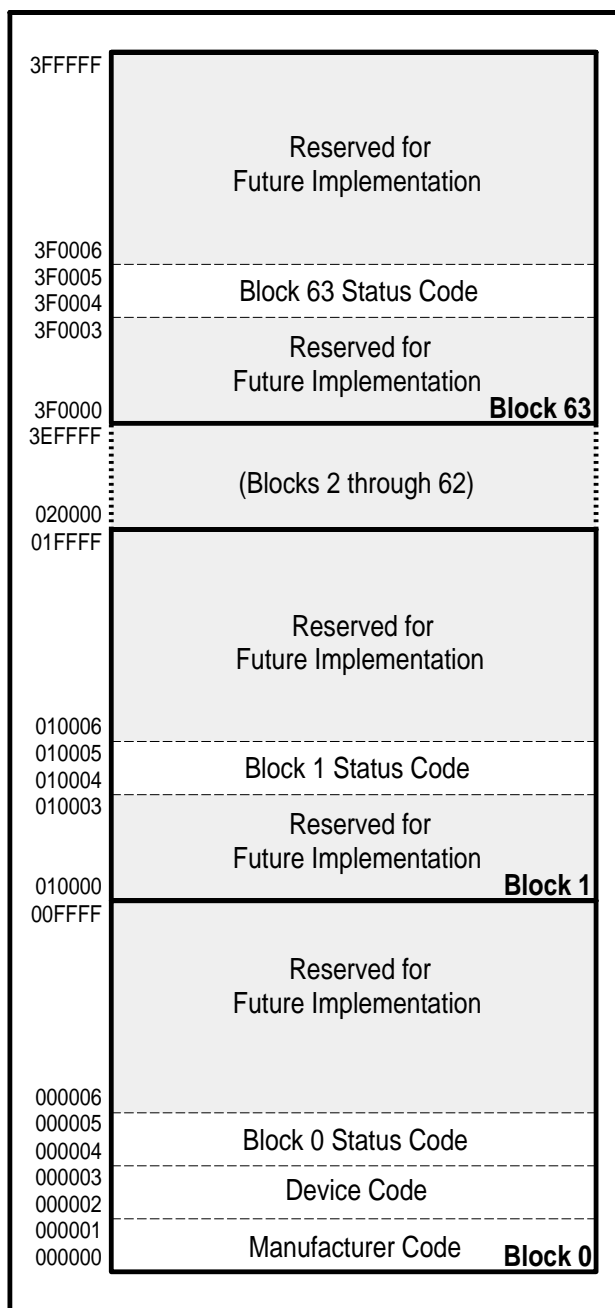 3FFFFF
Reserved for
Future Implementation
3F0006
3F0005
Block 63 Status Code
3F0004
3F0003
Reserved for
Future Implementation
3F0000
Block 63
3EFFFF
(Blocks 2 through 62)
020000
01FFFF
Reserved for
Future Implementation
010006
010005
Block 1 Status Code
010004
010003
Reserved for
Future Implementation
010000
Block 1
00FFFF
Reserved for
Future Implementation
000006
000005
Block 0 Status Code
000004
000003
Device Code
000002
000001
Manufacturer Code
000000
Block 0